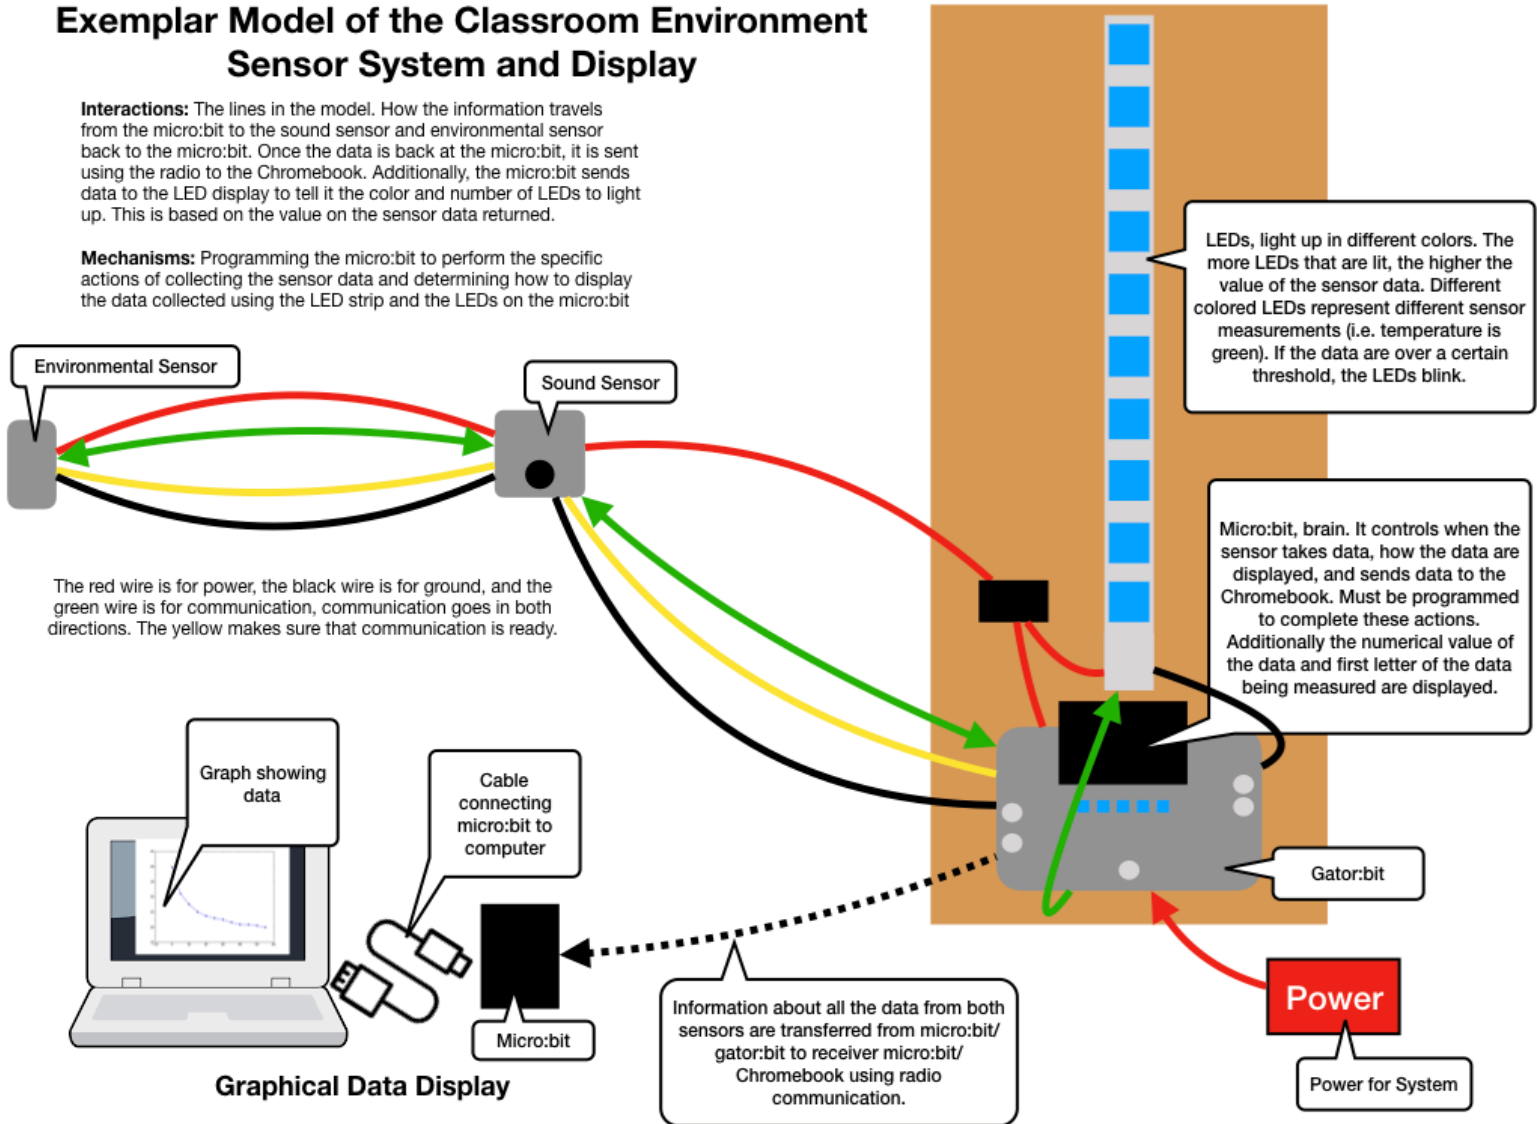 Exemplar Model of the Classroom Environment
Sensor System and Display
Interactions: The lines in the model. How the information travels
from the micro:bit to the sound sensor and environmental sensor
back to the micro:bit. Once the data is back at the micro:bit, it is sent
using the radio to the Chromebook. Additionally, the micro:bit sends
data to the LED display to tell it the color and number of LEDs to light
up. This is based on the value on the sensor data returned.
Mechanisms: Programming the micro:bit to perform the specific
actions of collecting the sensor data and determining how to display
the data collected using the LED strip and the LEDs on the micro:bit
LEDs, light up in different colors. The
more LEDs that are lit, the higher the
value of the sensor data. Different
colored LEDs represent different sensor
measurements (i.e. temperature is
green). If the data are over a certain
threshold, the LEDs blink.
Environmental Sensor
Sound Sensor
Micro:bit, brain. It controls when the
sensor takes data, how the data are
displayed, and sends data to the
Chromebook. Must be programmed
to complete these actions.
Additionally the numerical value of
the data and first letter of the data
being measured are displayed.
The red wire is for power, the black wire is for ground, and the
green wire is for communication, communication goes in both
directions. The yellow makes sure that communication is ready.
Graph showing
data
Cable
connecting
micro:bit to
computer
Gator:bit
Micro:bit
Information about all the data from both
sensors are transferred from micro:bit/
gator:bit to receiver micro:bit/
Chromebook using radio
communication.
Power
Power for System
Graphical Data Display